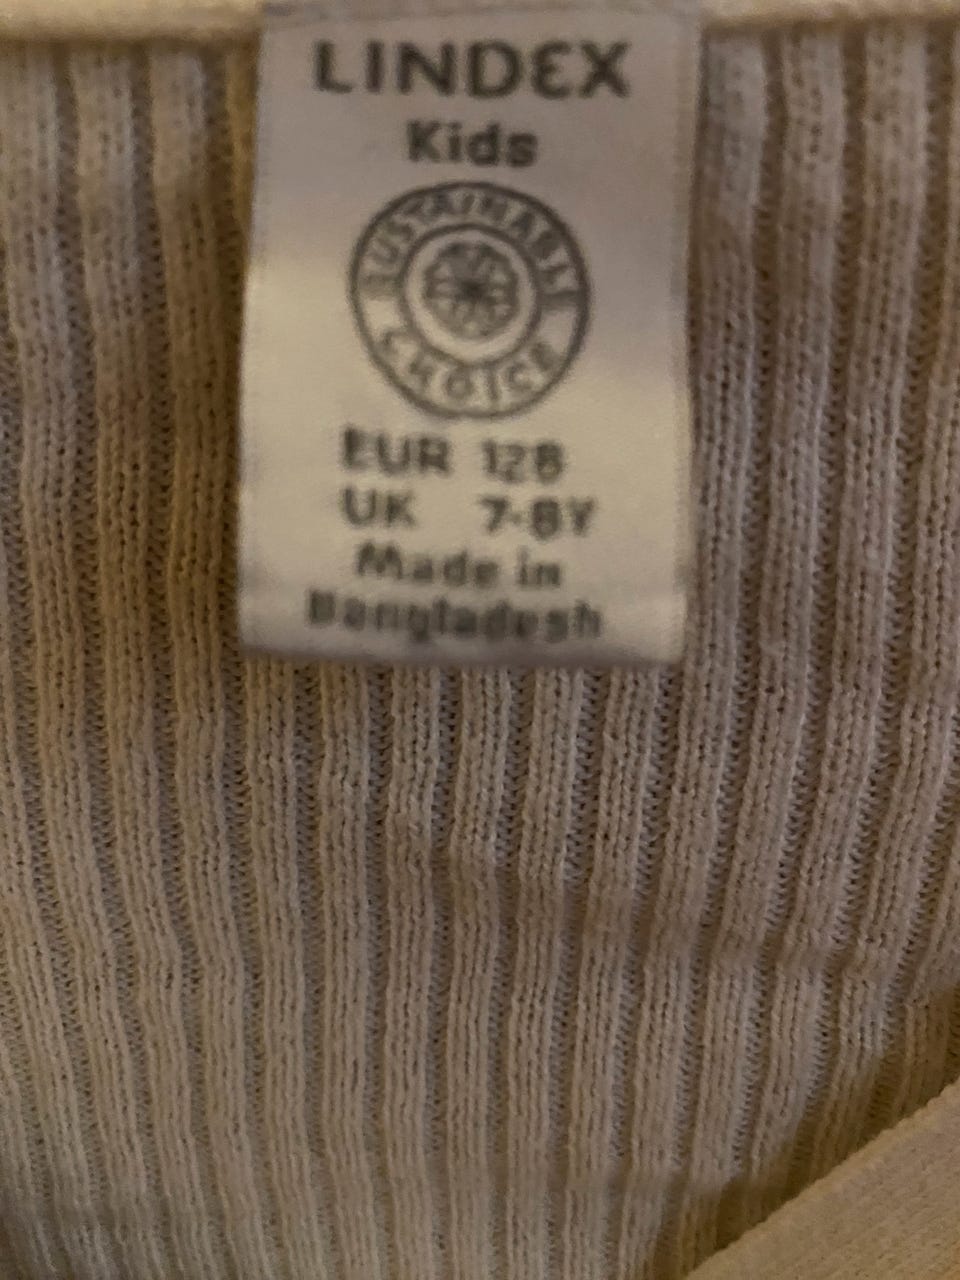 LINDEX
Kids
SUSTAINABLE
CHOICE
EUR 128
UK 7-8Y
Made in
Bangladesh